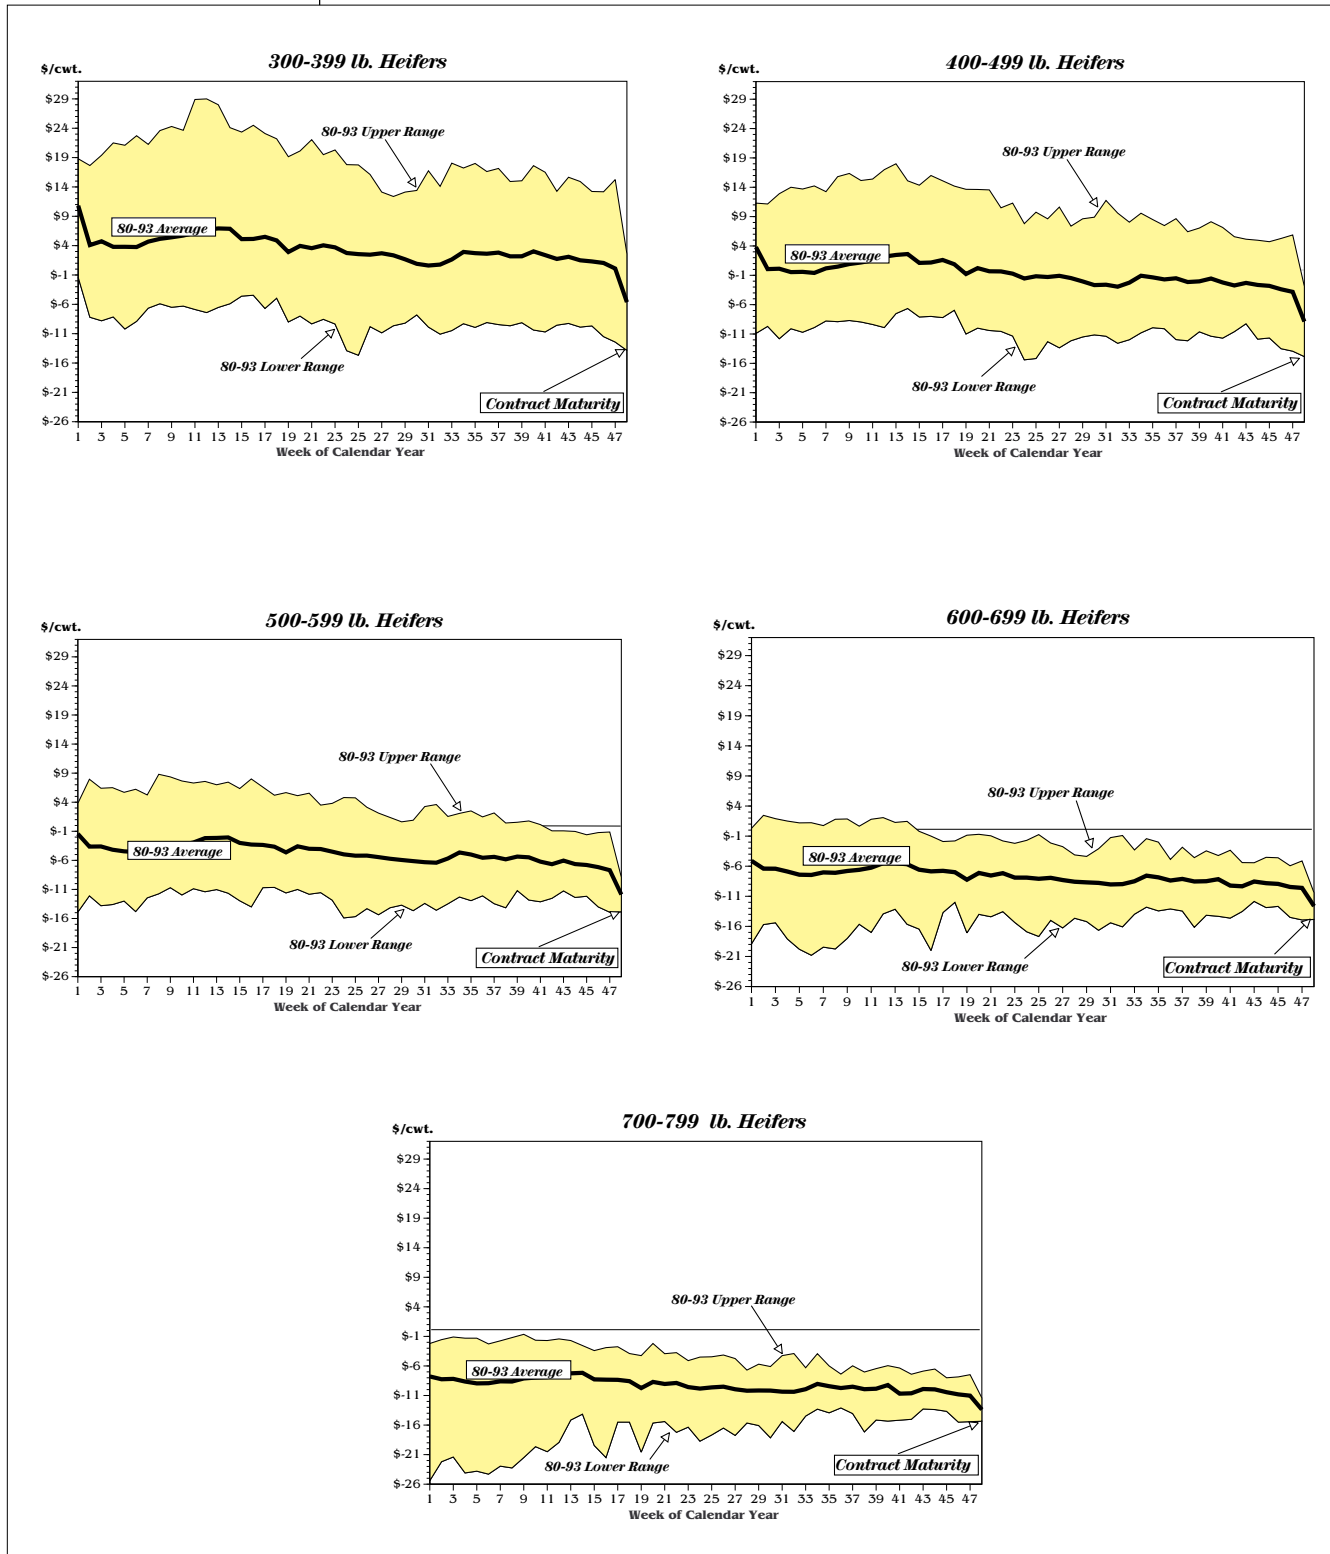 300-399 lb. Heifers
$/cwt.
$29
$24
$19
$14
$9
$4
$-1
$-6
$-11
$-16
$-21
$-26
80-93 Upper Range
80-93 Average
80-93 Lower Range
Contract Maturity
1 3 5 7 9 11 13 15 17 19 21 23 25 27 29 31 33 35 37 39 41 43 45 47
Week of Calendar Year
400-499 lb. Heifers
$/cwt.
$29
$24
$19
$14
$9
$4
$-1
$-6
$-11
$-16
$-21
$-26
80-93 Upper Range
80-93 Average
80-93 Lower Range
Contract Maturity
1 3 5 7 9 11 13 15 17 19 21 23 25 27 29 31 33 35 37 39 41 43 45 47
Week of Calendar Year
500-599 lb. Heifers
$/cwt.
$29
$24
$19
$14
$9
$4
$-1
$-6
$-11
$-16
$-21
$-26
80-93 Upper Range
80-93 Average
80-93 Lower Range
Contract Maturity
1 3 5 7 9 11 13 15 17 19 21 23 25 27 29 31 33 35 37 39 41 43 45 47
Week of Calendar Year
600-699 lb. Heifers
$/cwt.
$29
$24
$19
$14
$9
$4
$-1
$-6
$-11
$-16
$-21
$-26
80-93 Upper Range
80-93 Average
80-93 Lower Range
Contract Maturity
1 3 5 7 9 11 13 15 17 19 21 23 25 27 29 31 33 35 37 39 41 43 45 47
Week of Calendar Year
700-799 lb. Heifers
$/cwt.
$29
$24
$19
$14
$9
$4
$-1
$-6
$-11
$-16
$-21
$-26
80-93 Upper Range
80-93 Average
80-93 Lower Range
Contract Maturity
1 3 5 7 9 11 13 15 17 19 21 23 25 27 29 31 33 35 37 39 41 43 45 47
Week of Calendar Year